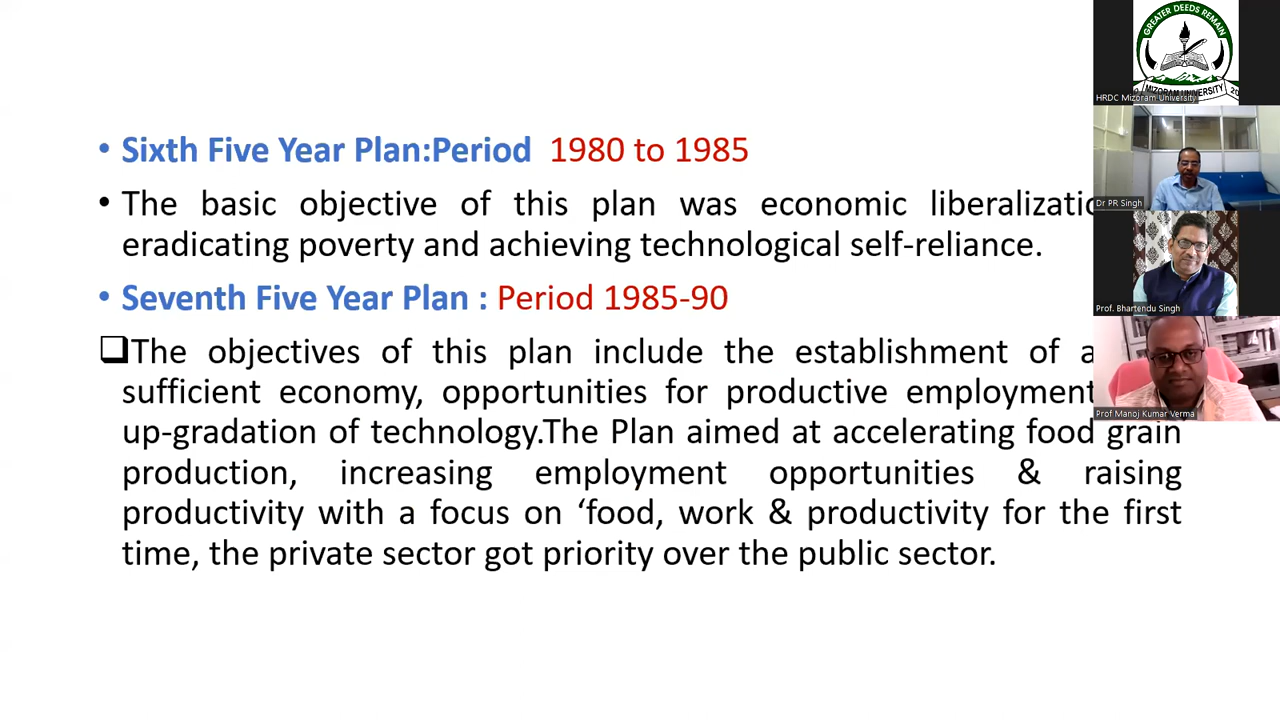 • Sixth Five Year Plan:Period 1980 to 1985
• The basic objective of this plan was economic
eradicating poverty and achieving technological self-reliance.
• Seventh Five Year Plan : Period 1985-90
❑The objectives of this plan include the establishment of
sufficient economy, opportunities for productive employment
up-gradation of technology.The Plan aimed at accelerating food grain
production, increasing employment opportunities & raising
productivity with a focus on ‘food, work & productivity for the first
time, the private sector got priority over the public sector.
GREATER DEEDS REMAIN
MIZORAM UNIVERSITY
HRDC Mizoram University
Dr PR Singh
Prof. Bhartendu Singh
Prof Manoj Kumar Verma